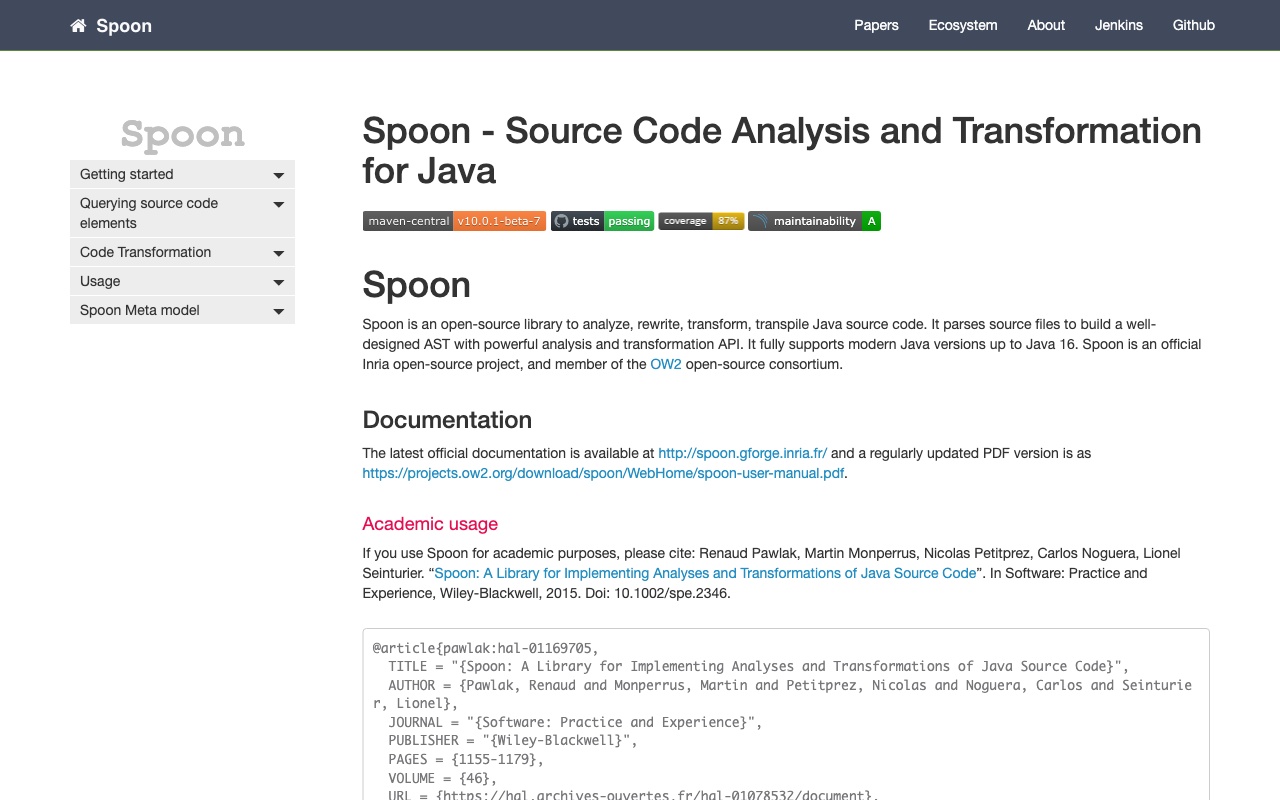 Spoon
Papers
Ecosystem
About
Jenkins
Github
Spoon
Getting started
Querying source code
elements
Code Transformation
Usage
Spoon Meta model
Spoon - Source Code Analysis and Transformation
for Java
maven-central v10.0.1-beta-7
tests passing
coverage 87%
maintainability A
Spoon
Spoon is an open-source library to analyze, rewrite, transform, transpile Java source code. It parses source files to build a well-
designed AST with powerful analysis and transformation API. It fully supports modern Java versions up to Java 16. Spoon is an official
Inria open-source project, and member of the OW2 open-source consortium.
Documentation
The latest official documentation is available at http://spoon.gforge.inria.fr/ and a regularly updated PDF version is as
https://projects.ow2.org/download/spoon/WebHome/spoon-user-manual.pdf.
Academic usage
If you use Spoon for academic purposes, please cite: Renaud Pawlak, Martin Monperrus, Nicolas Petitprez, Carlos Noguera, Lionel
Seinturier. “Spoon: A Library for Implementing Analyses and Transformations of Java Source Code”. In Software: Practice and
Experience, Wiley-Blackwell, 2015. Doi: 10.1002/spe.2346.
@article{pawlak:hal-01169705,
TITLE = "{Spoon: A Library for Implementing Analyses and Transformations of Java Source Code}",
AUTHOR = {Pawlak, Renaud and Monperrus, Martin and Petitprez, Nicolas and Noguera, Carlos and Seinturie
r, Lionel},
JOURNAL = "{Software: Practice and Experience}",
PUBLISHER = "{Wiley-Blackwell}",
PAGES = {1155-1179},
VOLUME = {46},
URL = {https://hal.archives-ouvertes.fr/hal-01078532/document},